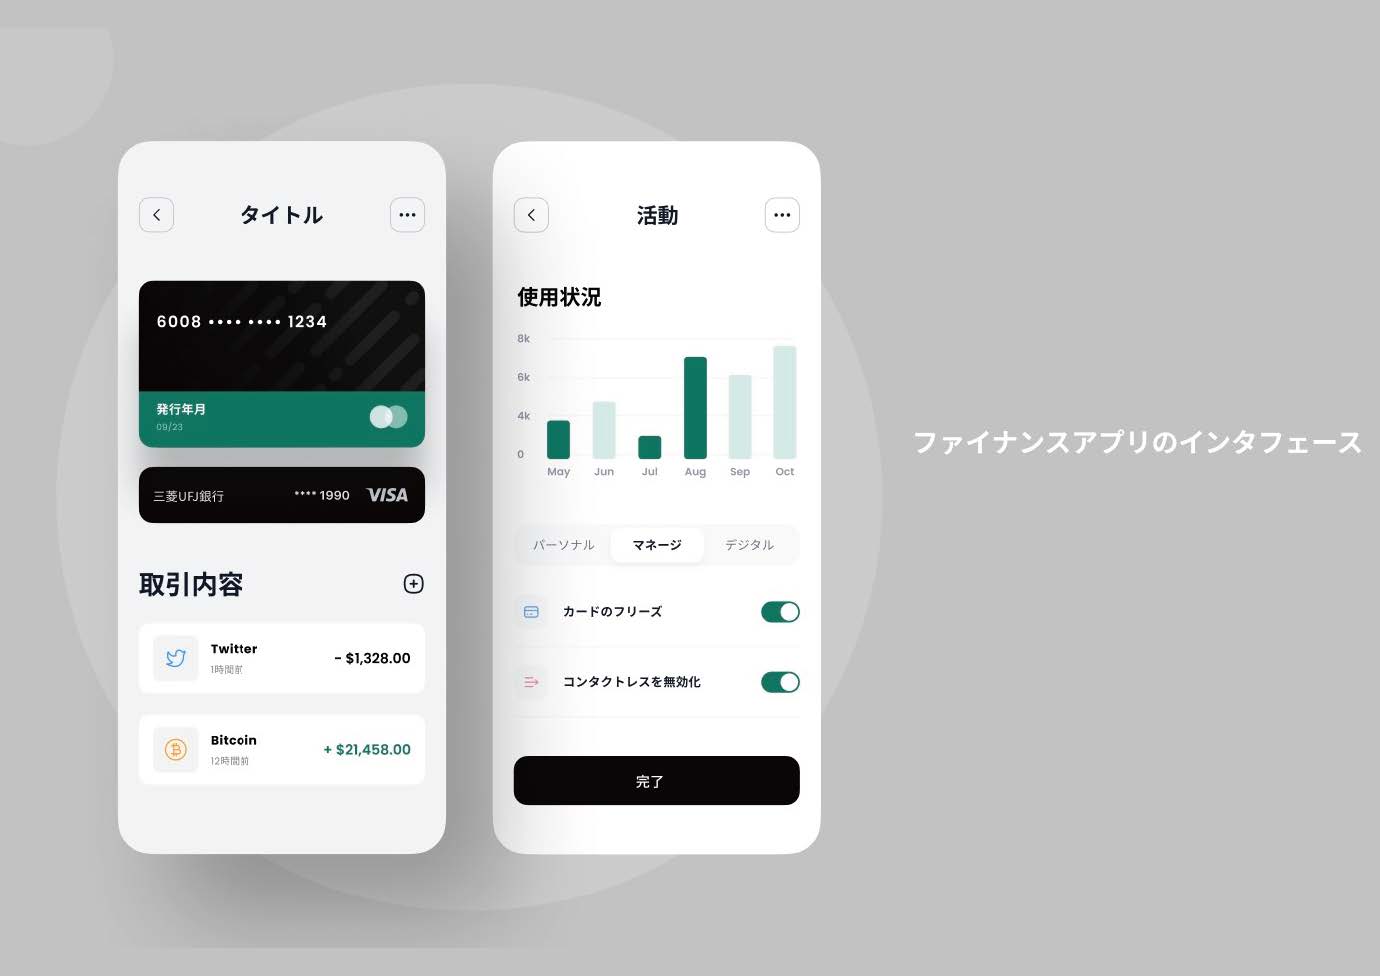 タイトル
6008 •••• •••• 1234
発行年月
09/23
三菱UFJ銀行 **** 1990 VISA
取引内容
Twitter
1時間前
- $1,328.00
Bitcoin
12時間前
+ $21,458.00
活動
使用状況
8k
6k
4k
0
May Jun Jul Aug Sep Oct
パーソナル マネージ デジタル
カードのフリーズ
コンタクトレスを無効化
完了
ファイナンスアプリのインタフェース